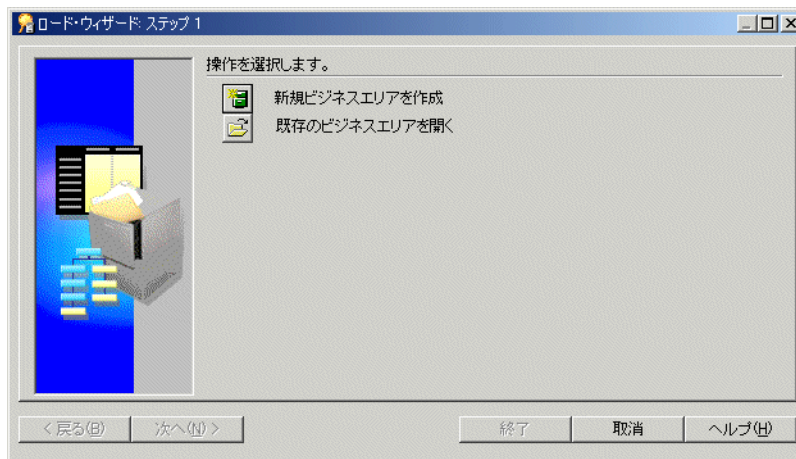 ロード・ウィザード: ステップ 1
操作を選択します。
新規ビジネスエリアを作成
既存のビジネスエリアを開く
< 戻る(B)
次へ(N) >
終了
取消
ヘルプ(H)